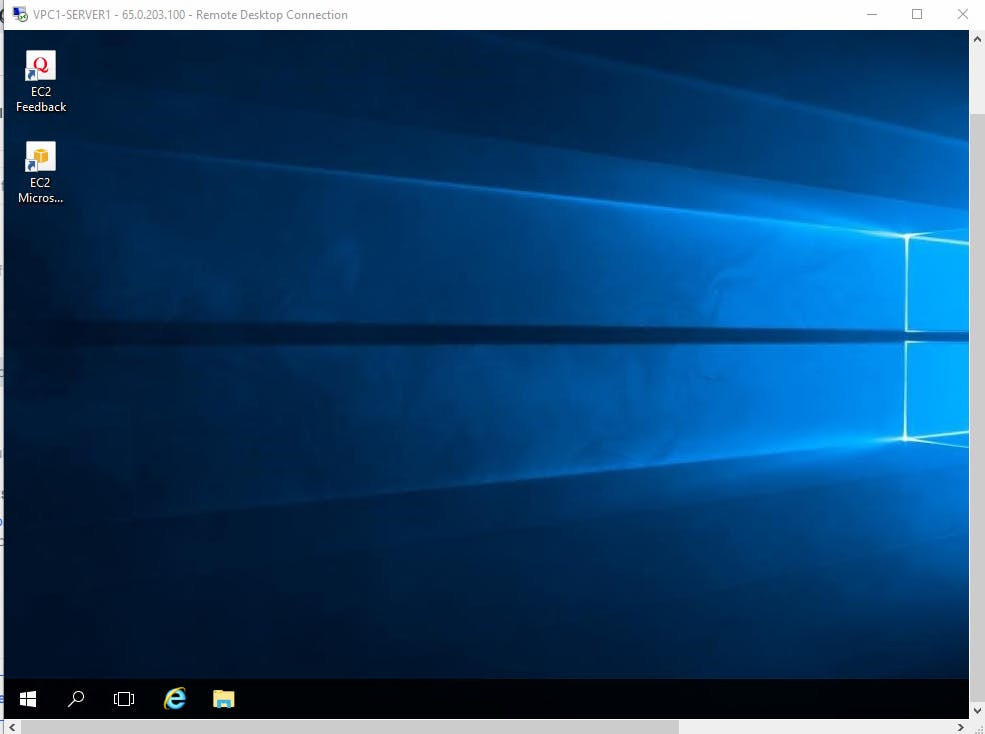 VPC1-SERVER1 - 65.0.203.100 - Remote Desktop Connection
EC2
Feedback
EC2
Micros...